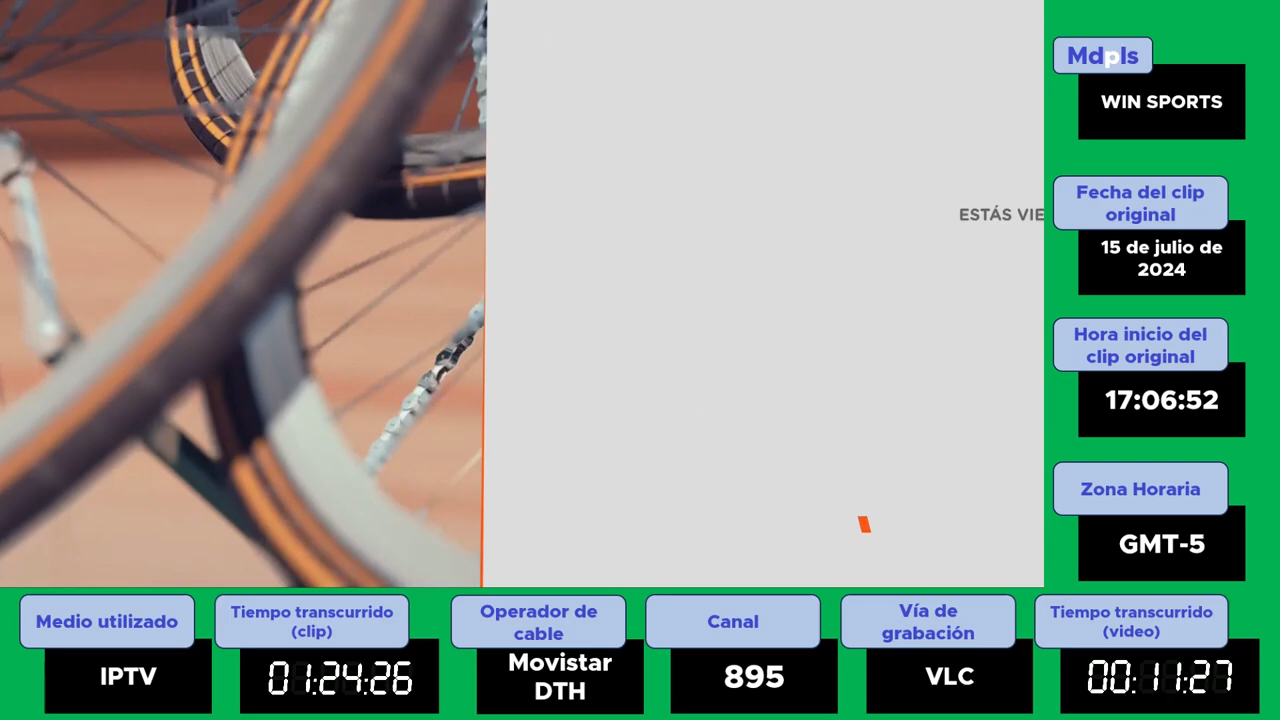 Mdpls
WIN SPORTS
ESTÁS VIE
Fecha del clip
original
15 de julio de
2024
Hora inicio del
clip original
17:06:52
Zona Horaria
GMT-5
Medio utilizado
IPTV
Tiempo transcurrido
(clip)
01:24:26
Operador de
cable
Movistar
DTH
Canal
895
Vía de
grabación
VLC
Tiempo transcurrido
(video)
00:11:27